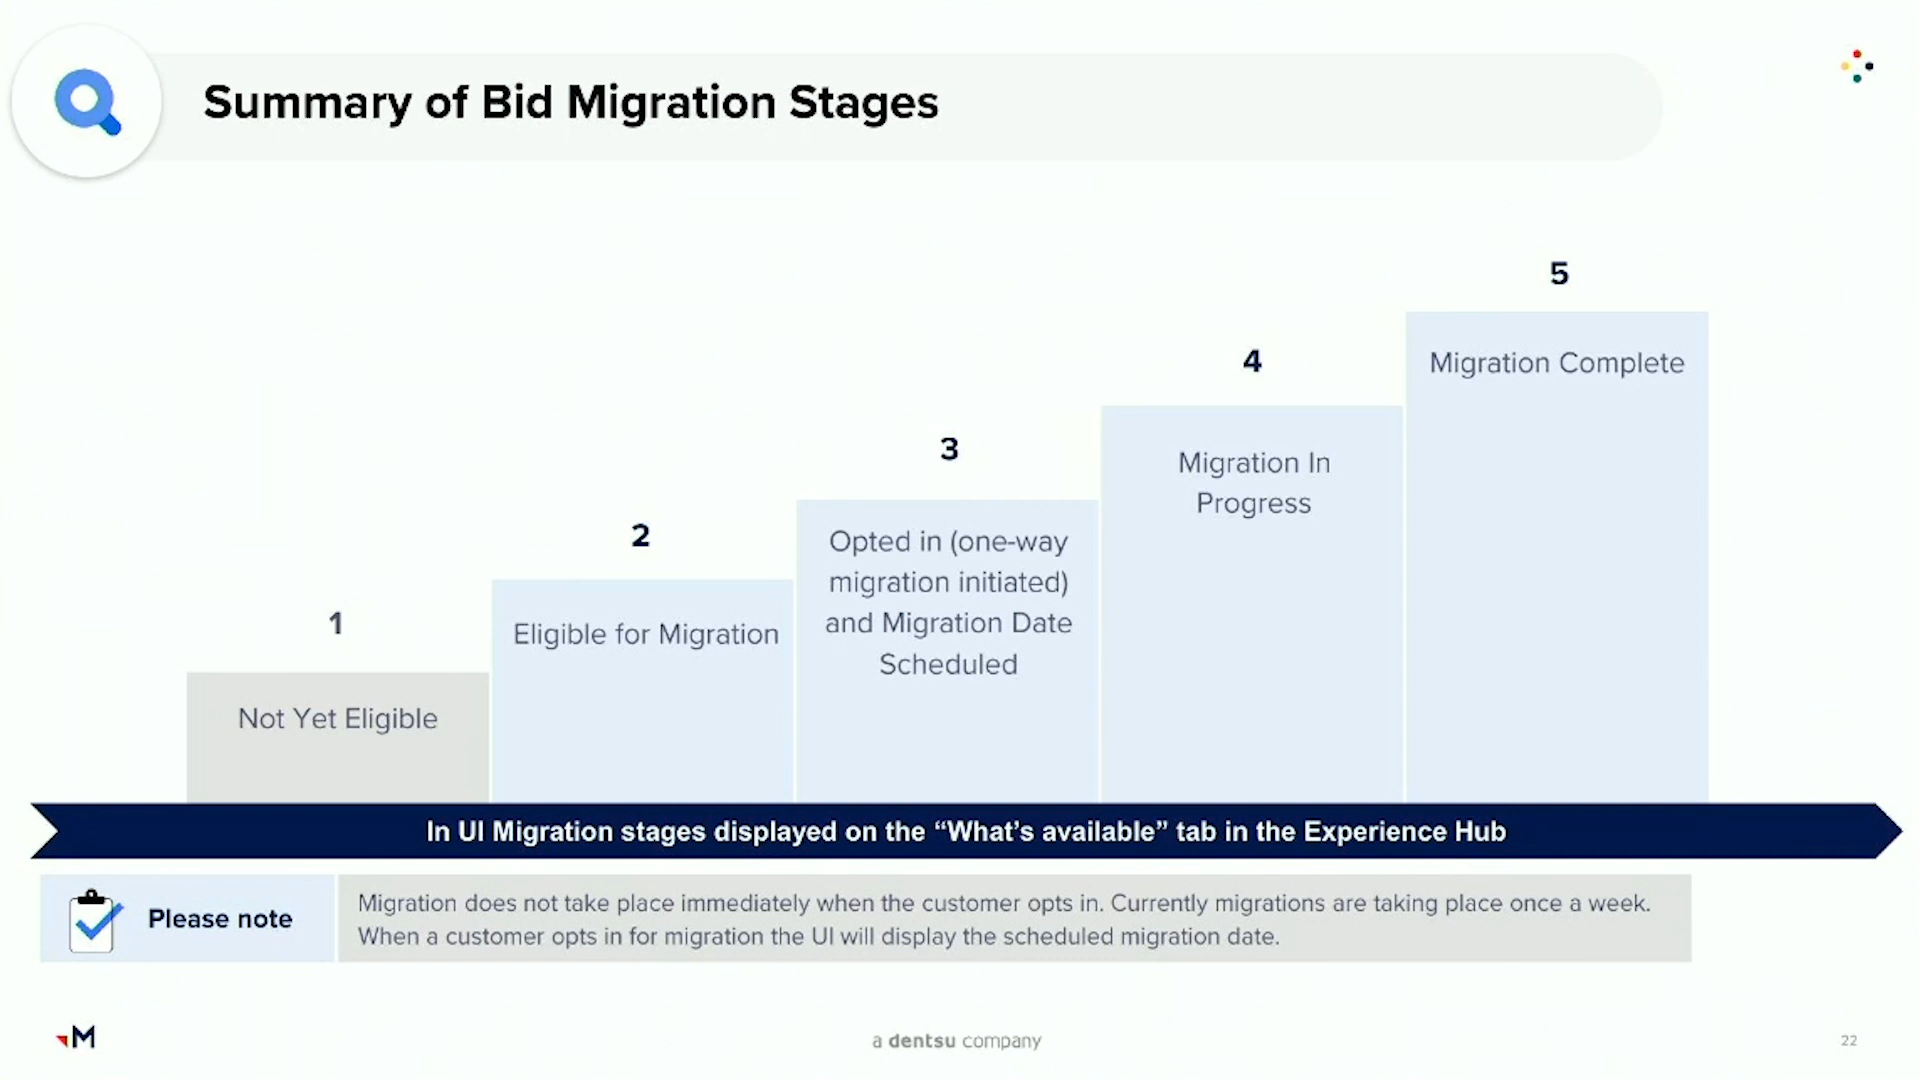 Summary of Bid Migration Stages
1
Not Yet Eligible
2
Eligible for Migration
3
Opted in (one-way
migration initiated)
and Migration Date
Scheduled
4
Migration In
Progress
5
Migration Complete
In UI Migration stages displayed on the “What’s available” tab in the Experience Hub
Please note
Migration does not take place immediately when the customer opts in. Currently migrations are taking place once a week.
When a customer opts in for migration the UI will display the scheduled migration date.
M
a dentsu company
22